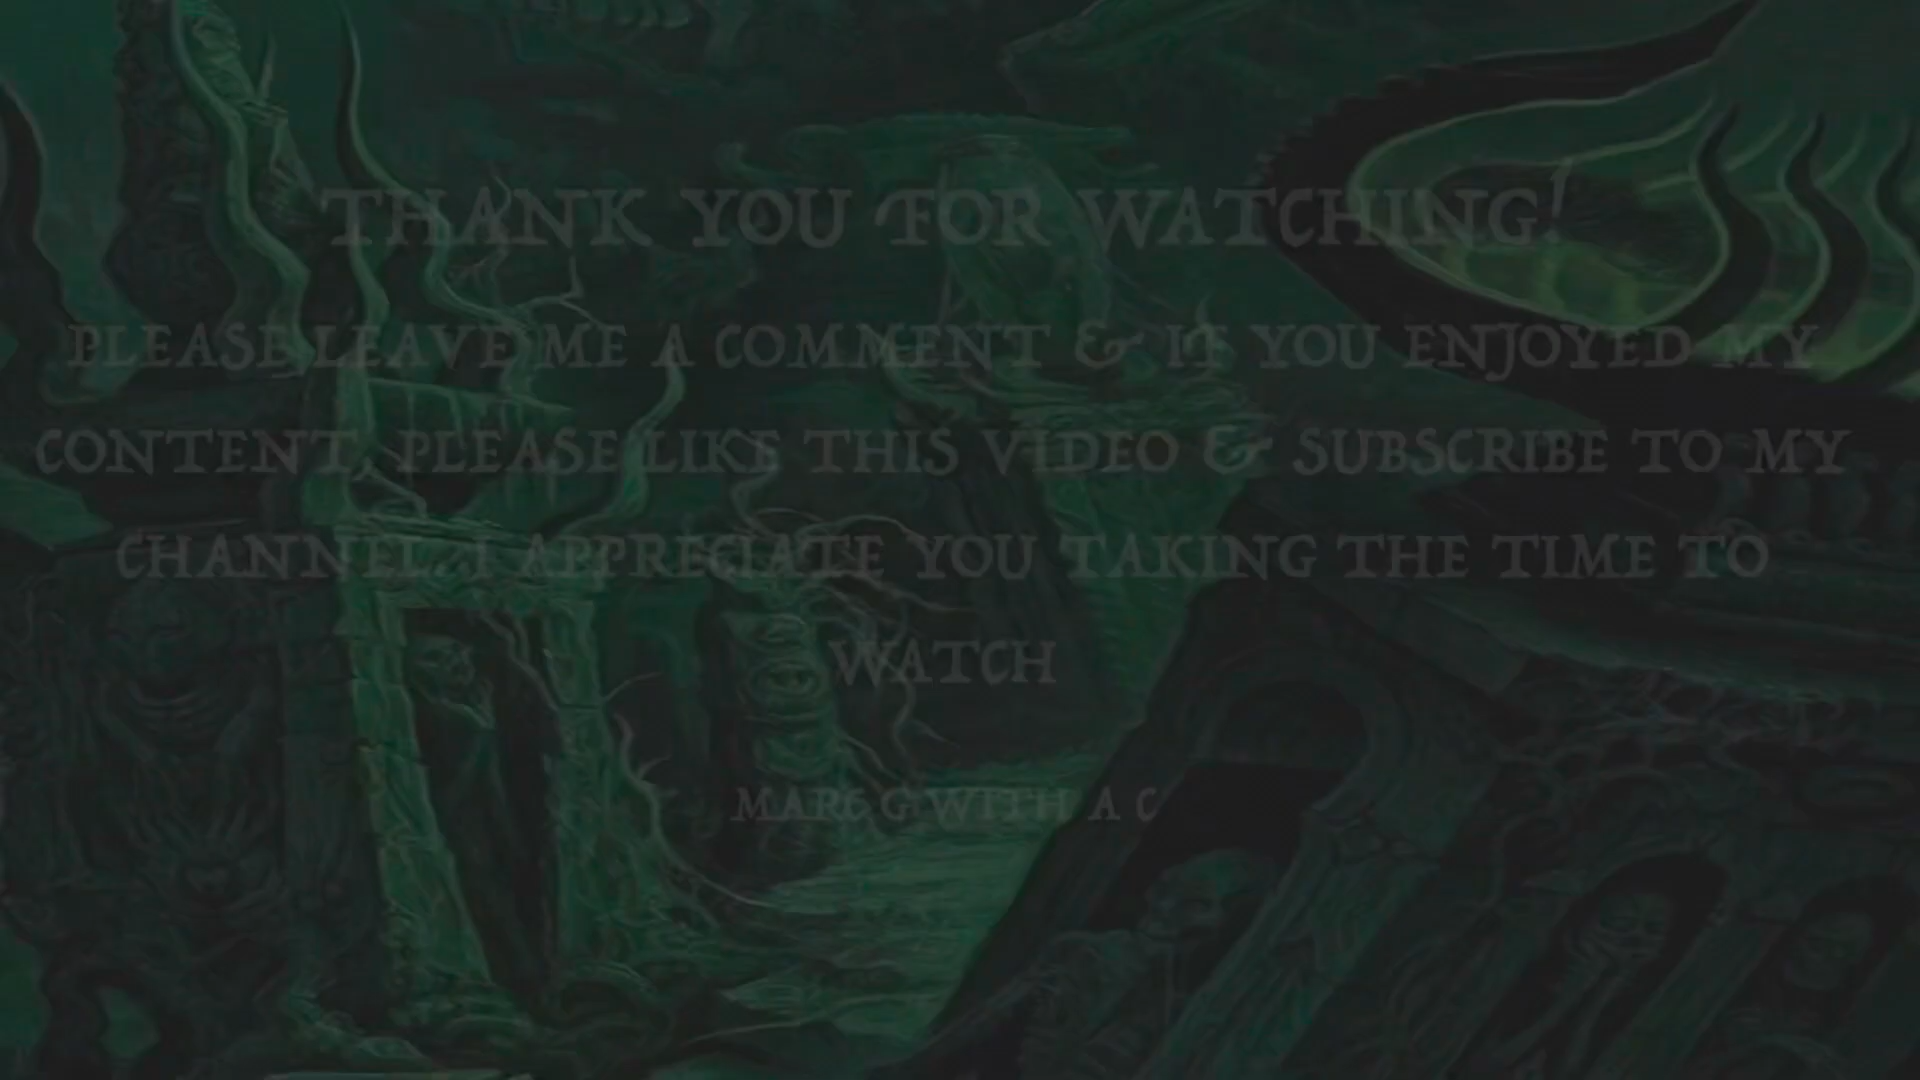 THANK YOU FOR WATCHING!
PLEASE LEAVE ME A COMMENT & IF YOU ENJOYED MY
CONTENT, PLEASE LIKE THIS VIDEO & SUBSCRIBE TO MY
CHANNEL. I APPRECIATE YOU TAKING THE TIME TO
WATCH
MARC G WITH A C